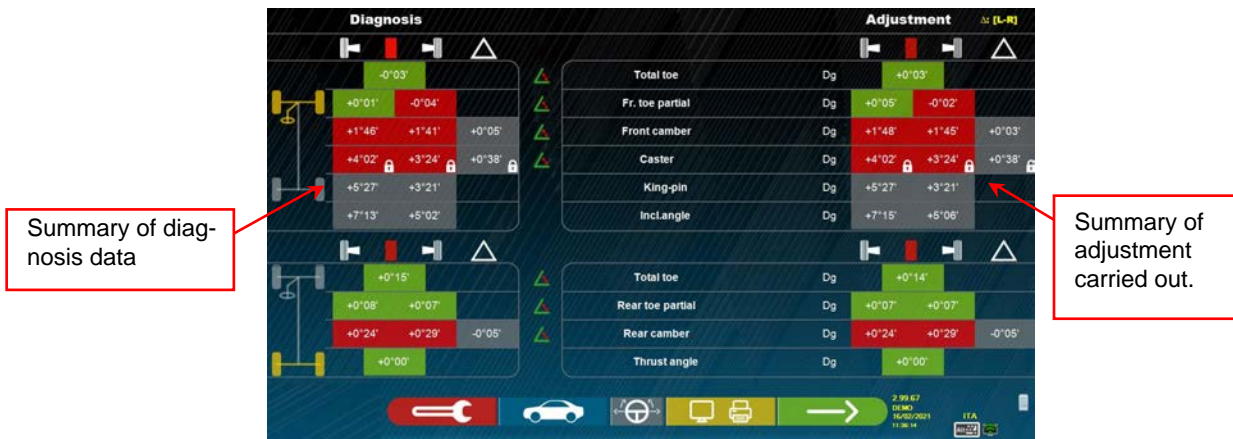 Diagnosis Adjustment Δ: [L-R]
-0°03' Total toe Dg +0°03'
+0°01' -0°04' Fr. toe partial Dg +0°05' -0°02'
+1°46' +1°41' +0°05' Front camber Dg +1°48' +1°45' +0°03'
+4°02' +3°24' +0°38' Caster Dg +4°02' +3°24' +0°38'
+5°27' +3°21' King-pin Dg +5°27' +3°21'
+7°13' +5°02' Incl.angle Dg +7°15' +5°06'
Summary of diag-
nosis data
Summary of
adjustment
carried out.
+0°15' Total toe Dg +0°14'
+0°08' +0°07' Rear toe partial Dg +0°07' +0°07'
+0°24' +0°29' -0°05' Rear camber Dg +0°24' +0°29' -0°05'
+0°00' Thrust angle Dg +0°00'
2.99.67
DEMO
16/02/2021 ITA
11:36:14